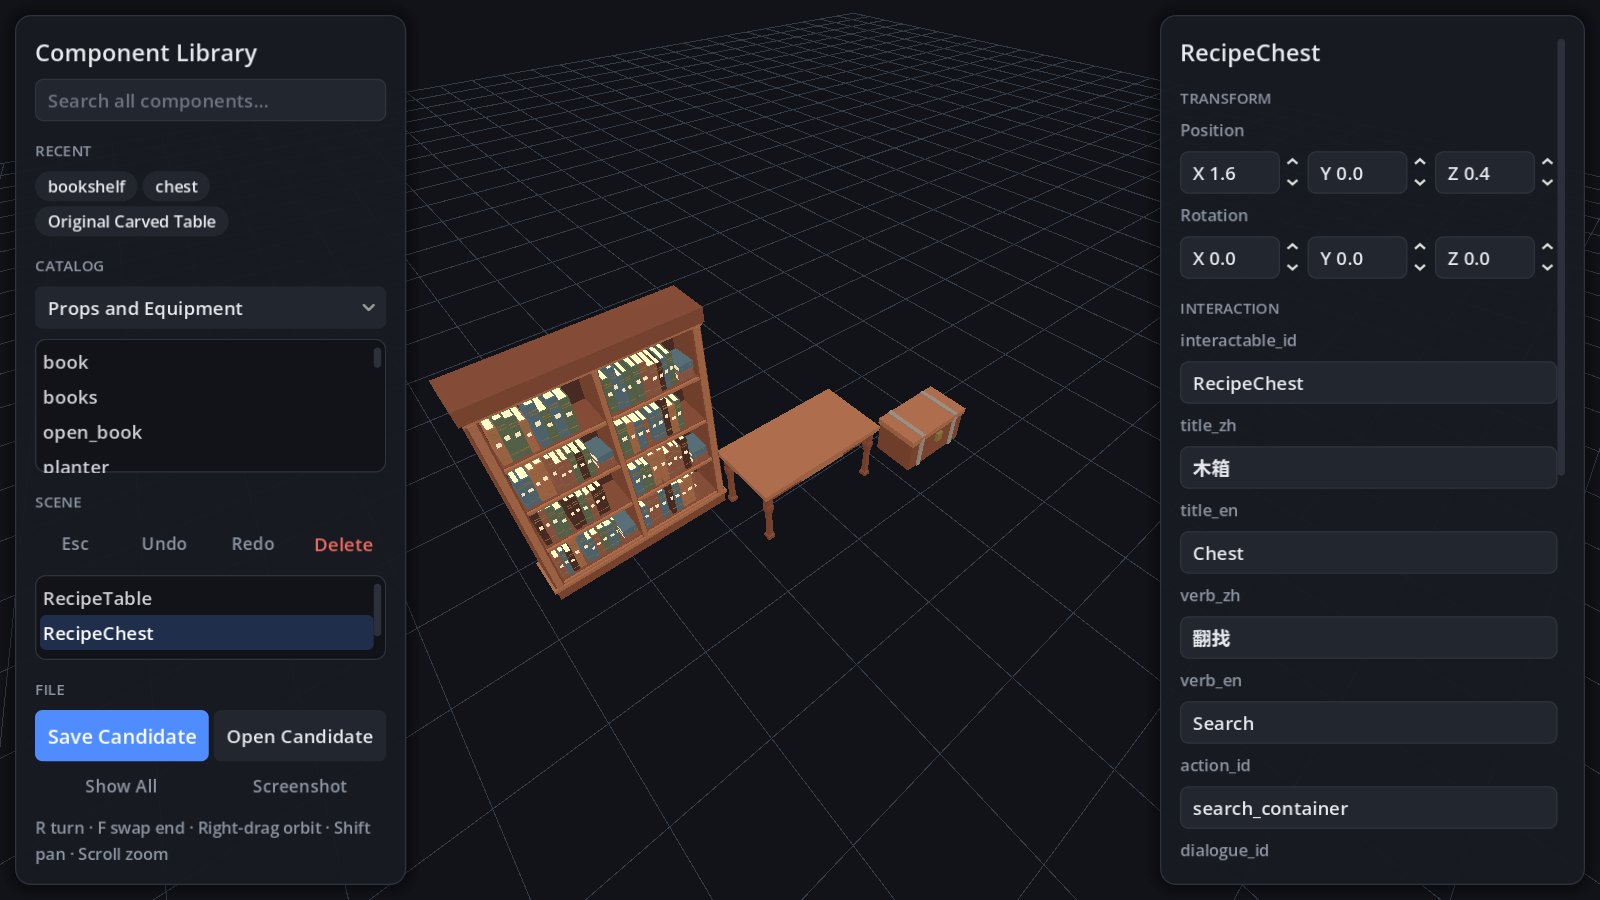 Component Library
Search all components...
RECENT
bookshelf
chest
Original Carved Table
CATALOG
Props and Equipment
book
books
open_book
planter
SCENE
Esc
Undo
Redo
Delete
RecipeTable
RecipeChest
FILE
Save Candidate
Open Candidate
Show All
Screenshot
R turn · F swap end · Right-drag orbit · Shift
pan · Scroll zoom
RecipeChest
TRANSFORM
Position
X 1.6
Y 0.0
Z 0.4
Rotation
X 0.0
Y 0.0
Z 0.0
INTERACTION
interactable_id
RecipeChest
title_zh
木箱
title_en
Chest
verb_zh
翻找
verb_en
Search
action_id
search_container
dialogue_id